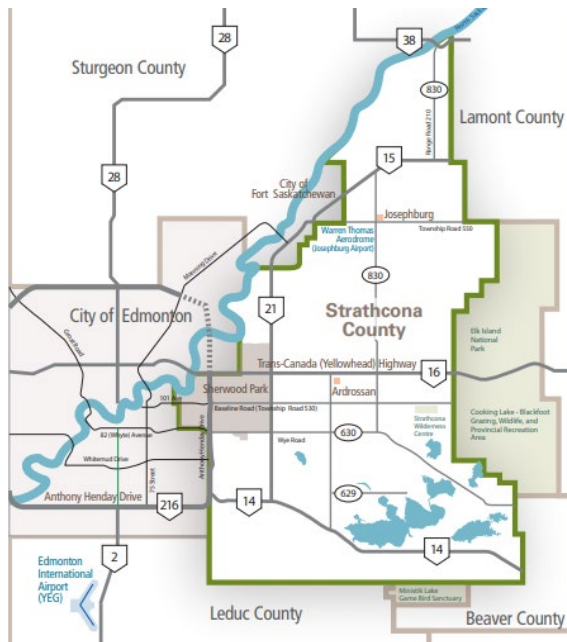 North Sa
28
38
Sturgeon County
830
Lamont County
Range Road 210
15
28
City of
Fort Saskatchewan
Josephburg
Township Road 550
Warren Thomas
Aerodrome
(Josephburg Airport)
Manning Drive
830
21
Strathcona
County
City of Edmonton
Gretal Road
Elk Island
National
Park
Trans-Canada (Yellowhead) Highway
16
Sherwood Park
Ardrossan
101 Ave
Baseline Road (Township Road 530)
Strathcona
Wilderness
Centre
Cooking Lake - Blackfoot
Grazing, Wildlife, and
Provincial Recreation
Area
82 (Whyte) Avenue
Wye Road
630
Whitemud Drive
Anthony Henday Drive
75 Street
629
Anthony Henday Drive
216
14
14
2
Edmonton
International
Airport
(YEG)
Ministik Lake
Game Bird Sanctuary
Leduc County
Beaver County